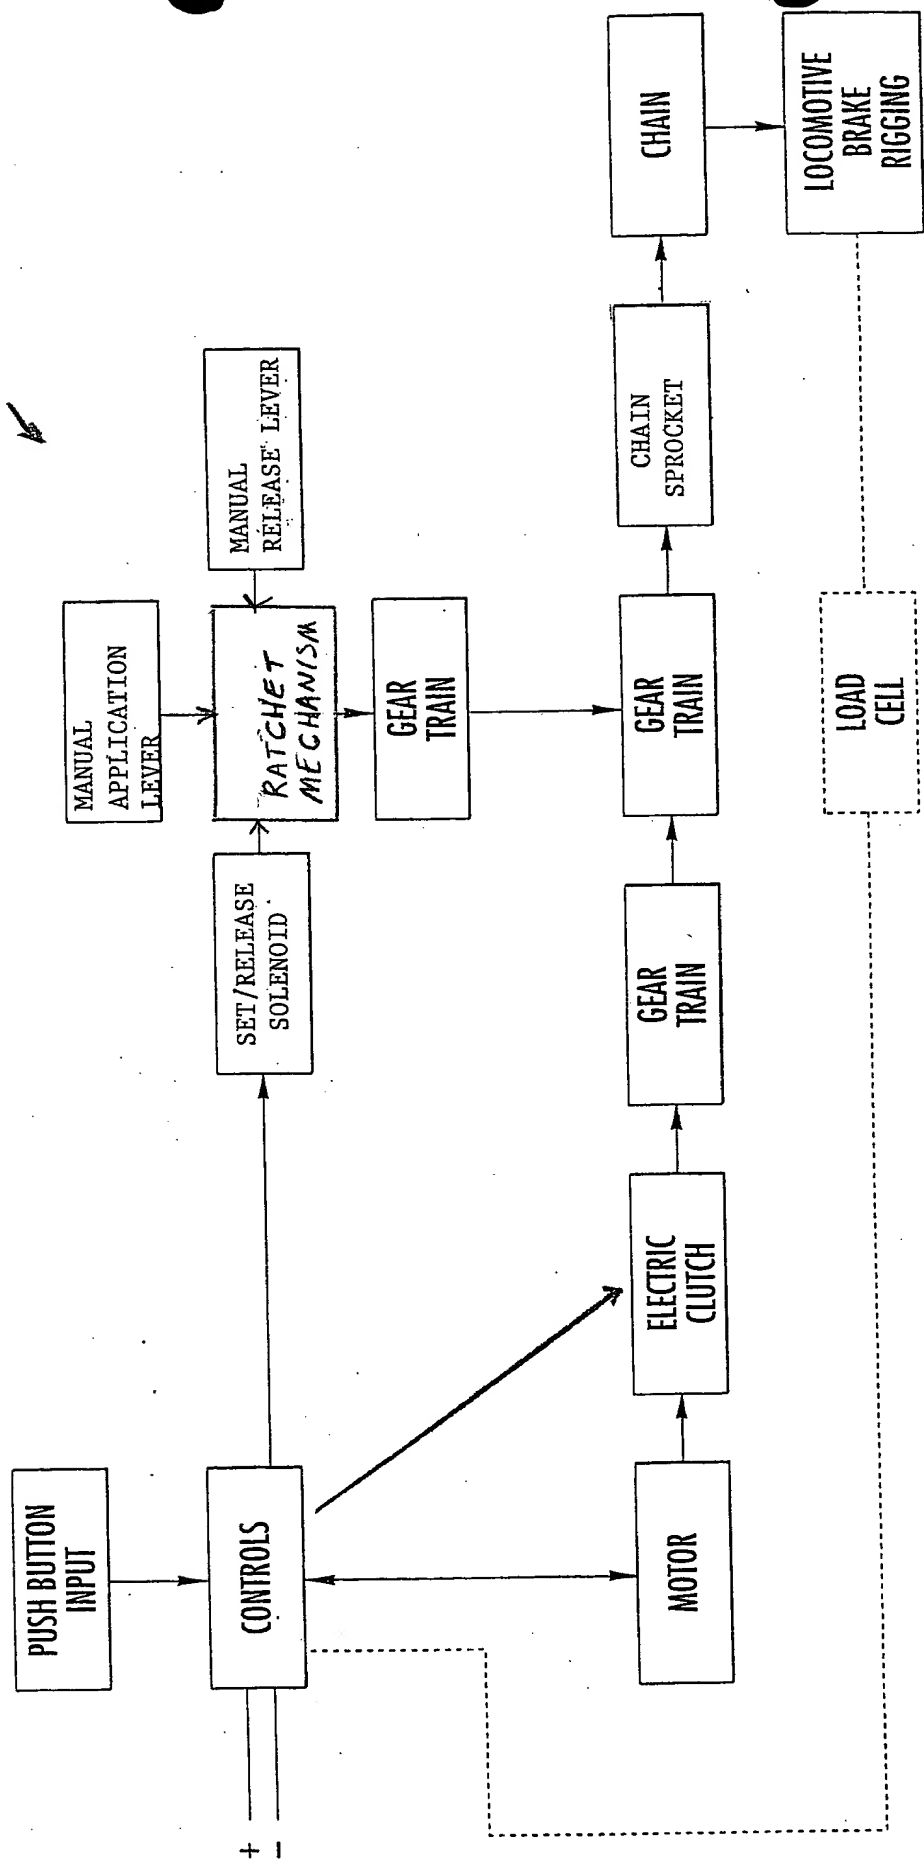 PUSH BUTTON
INPUT
CONTROLS
+
−
SET/RELEASE
SOLENOID
MANUAL
APPLICATION
LEVER
RATCHET
MECHANISM
MANUAL
RELEASE LEVER
GEAR
TRAIN
MOTOR
ELECTRIC
CLUTCH
GEAR
TRAIN
GEAR
TRAIN
CHAIN
SPROCKET
CHAIN
LOCOMOTIVE
BRAKE
RIGGING
LOAD
CELL